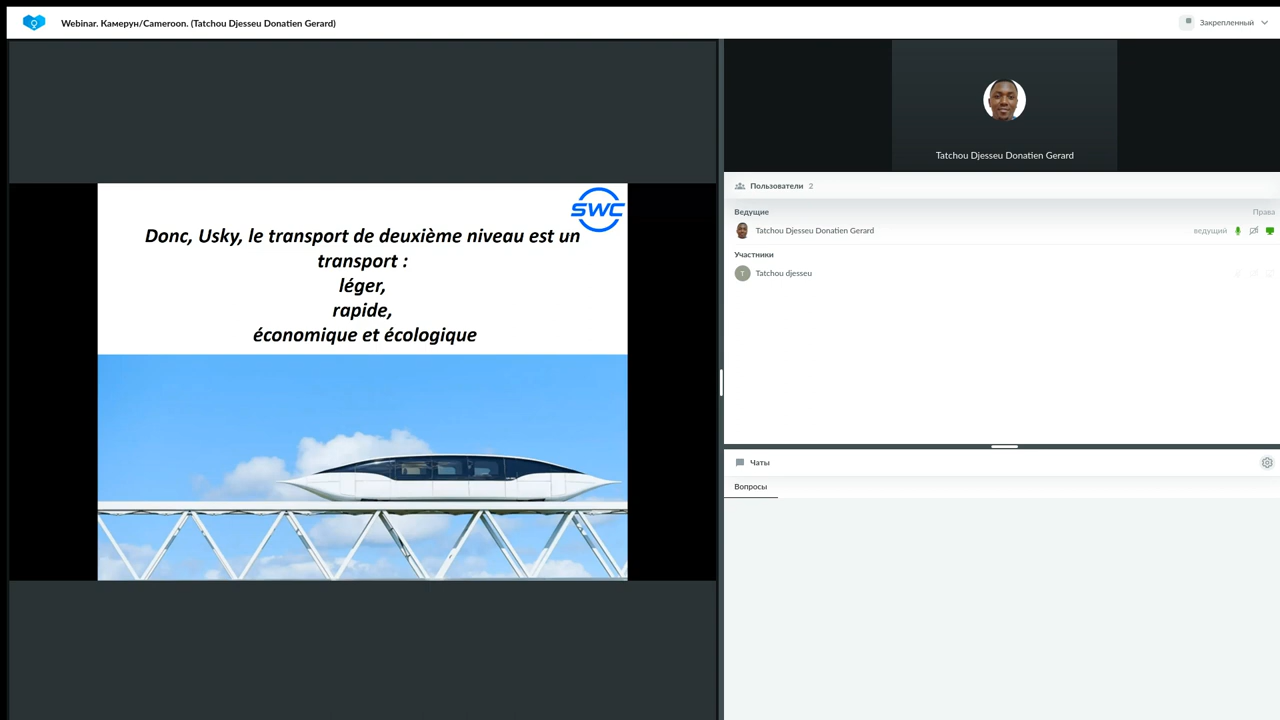 Webinar. Камерун/Cameroon. (Tatchou Djesseu Donatien Gerard)
Закрепленный
SWC
Donc, Usky, le transport de deuxième niveau est un
transport :
léger,
rapide,
économique et écologique
Tatchou Djesseu Donatien Gerard
Пользователи 2
Ведущие Права
Tatchou Djesseu Donatien Gerard ведущий
Участники
T Tatchou djesseu
Чаты
Вопросы